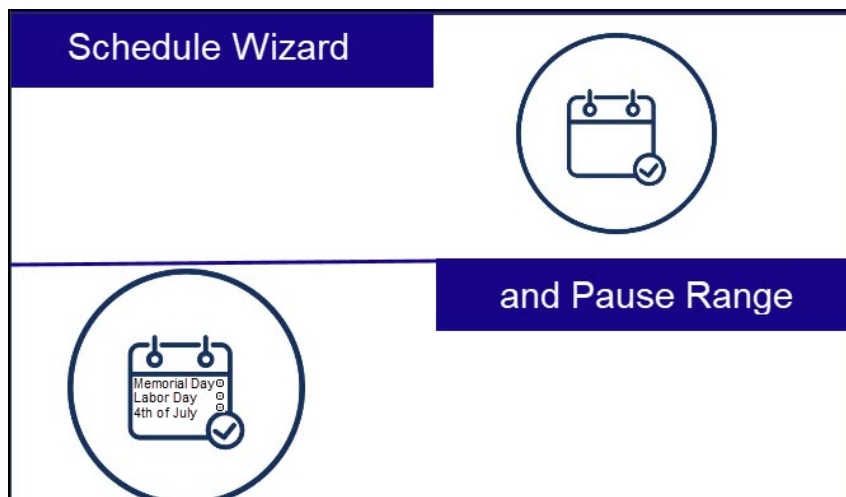 Schedule Wizard
and Pause Range
Memorial Day
Labor Day
4th of July